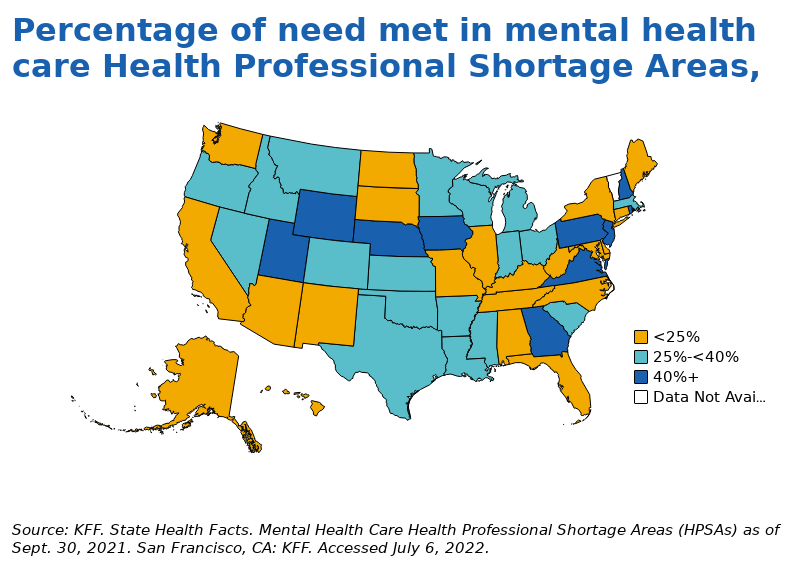 Percentage of need met in mental health
care Health Professional Shortage Areas,
<25%
25%-<40%
40%+
Data Not Avai...
Source: KFF. State Health Facts. Mental Health Care Health Professional Shortage Areas (HPSAs) as of
Sept. 30, 2021. San Francisco, CA: KFF. Accessed July 6, 2022.